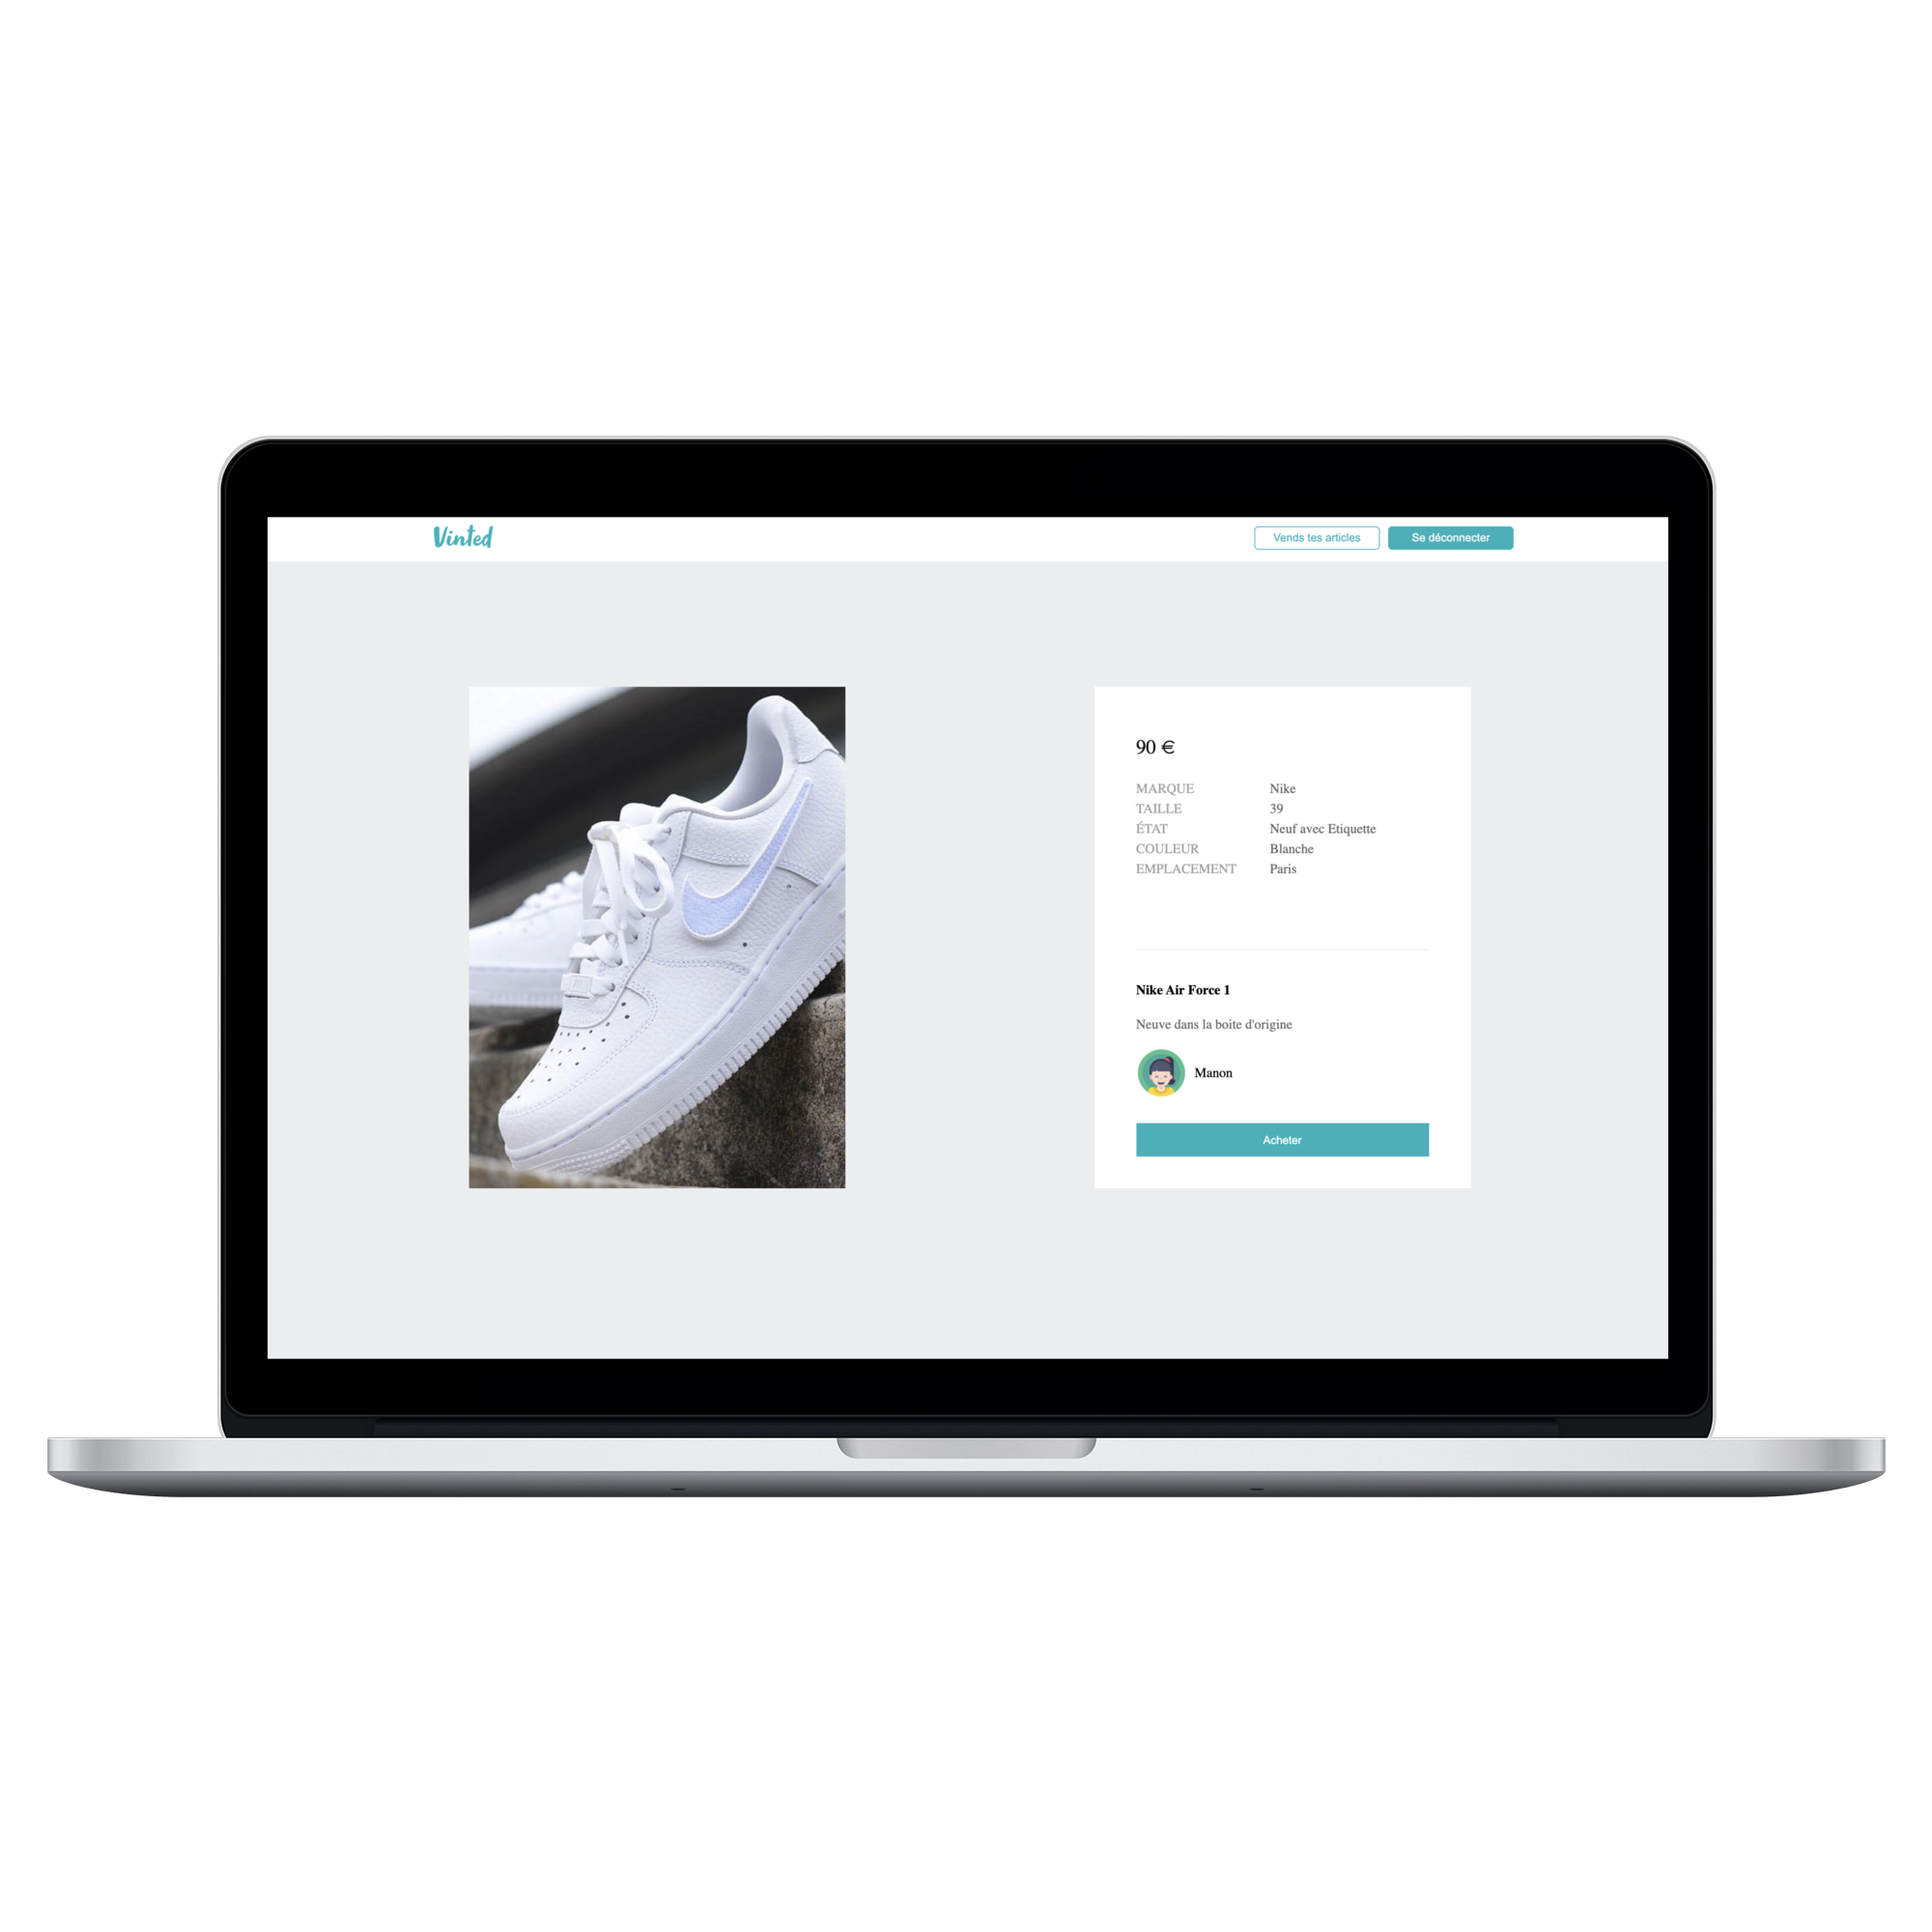 Vinted
Vends tes articles
Se déconnecter
90 €
MARQUE Nike
TAILLE 39
ÉTAT Neuf avec Etiquette
COULEUR Blanche
EMPLACEMENT Paris
Nike Air Force 1
Neuve dans la boite d'origine
Manon
Acheter